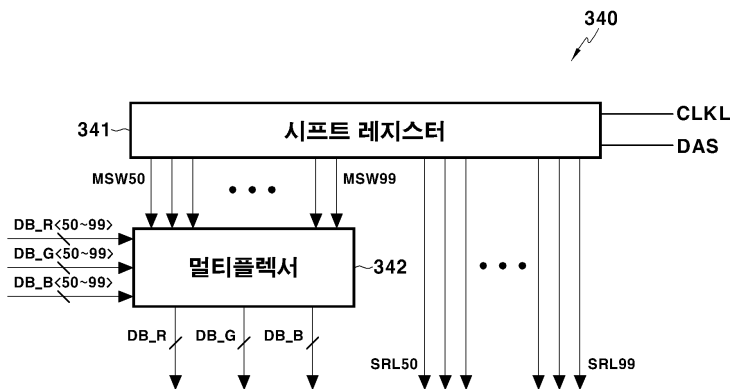 340
341
시프트 레지스터
CLKL
DAS
MSW50
MSW99
DB_R<50~99>
DB_G<50~99>
DB_B<50~99>
멀티플렉서
342
DB_R
DB_G
DB_B
SRL50
SRL99